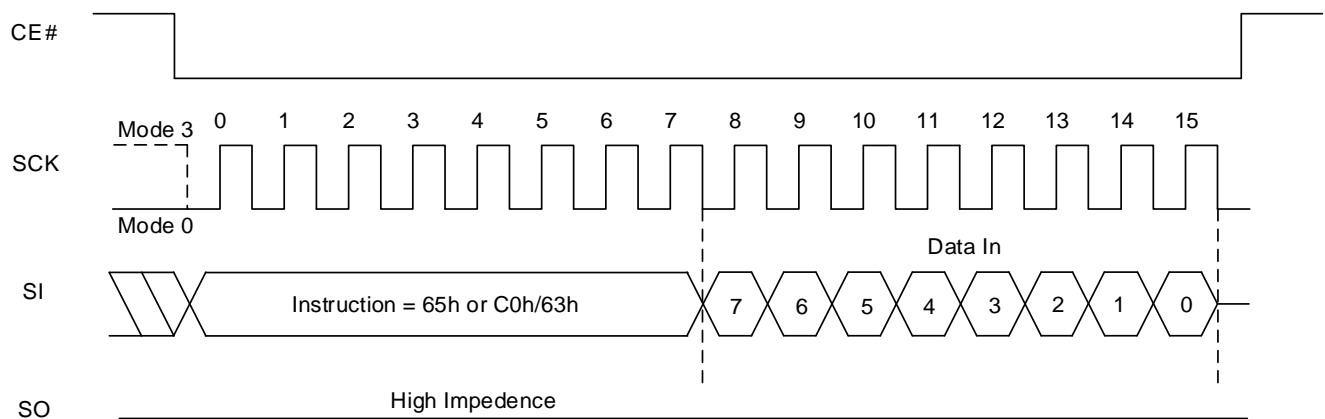 CE#
SCK
Mode 3
0 1 2 3 4 5 6 7 8 9 10 11 12 13 14 15
Mode 0
Data In
SI
Instruction = 65h or C0h/63h
7 6 5 4 3 2 1 0
SO
High Impedence